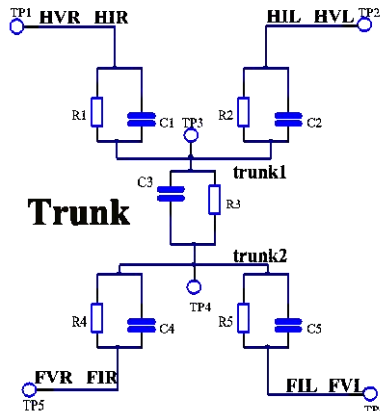 TP1 HVR HIR HIL HVL TP2
R1 C1 TP3 R2 C2
trunk1
C3 R3
Trunk
trunk2
TP4
R4 C4 R5 C5
FVR FIR FIL FVL
TP5 TP